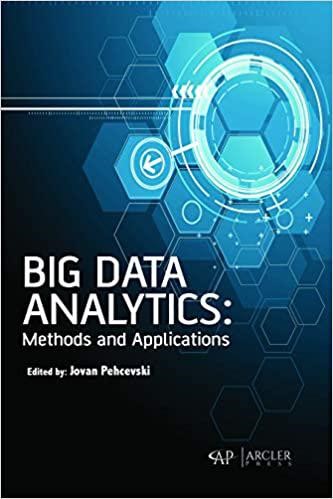 BIG DATA
ANALYTICS:
Methods and Applications
Edited by: Jovan Pehcevski
AP ARCLER
PRESS